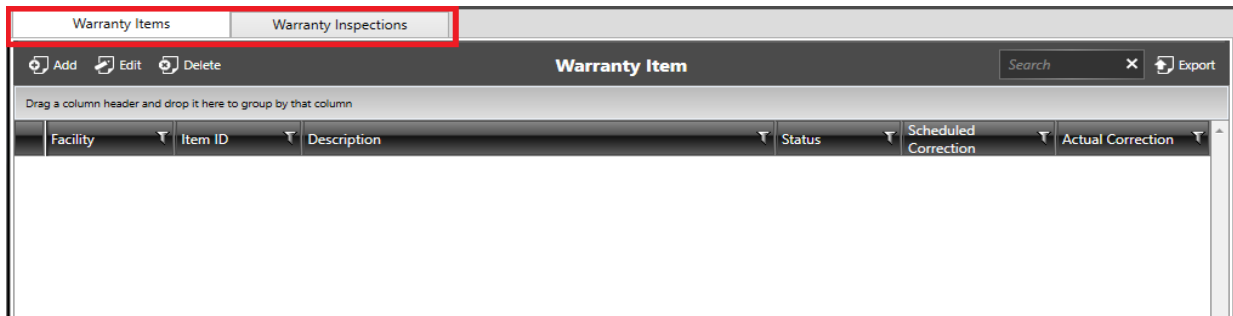 Warranty Items Warranty Inspections
Add Edit Delete Warranty Item Search Export
Drag a column header and drop it here to group by that column
Facility Item ID Description Status Scheduled Correction Actual Correction